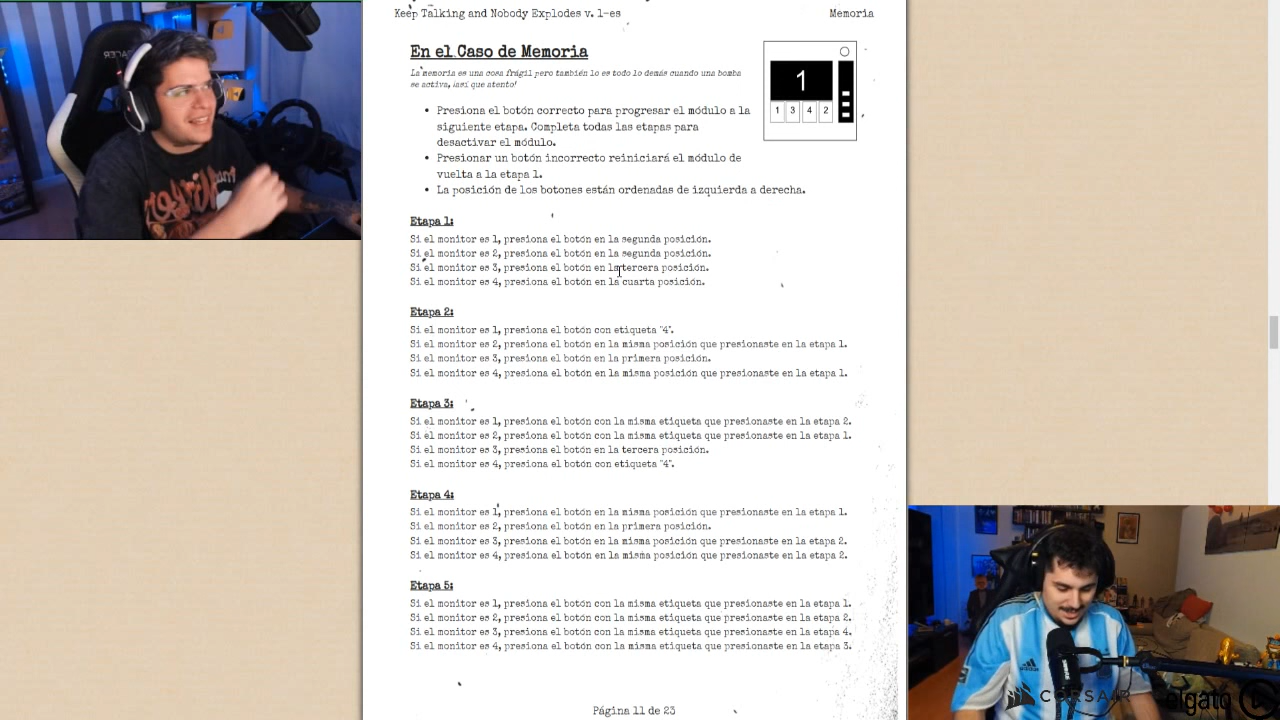 Keep Talking and Nobody Explodes v. 1-es
Memoria
En el Caso de Memoria
La memoria es una cosa frágil pero también lo es todo lo demás cuando una bomba
se activa, ¡así que atento!
1
1 3 4 2
• Presiona el botón correcto para progresar el módulo a la
siguiente etapa. Completa todas las etapas para
desactivar el módulo.
• Presionar un botón incorrecto reiniciará el módulo de
vuelta a la etapa 1.
• La posición de los botones están ordenadas de izquierda a derecha.
Etapa 1:
Si el monitor es 1, presiona el botón en la segunda posición.
Si el monitor es 2, presiona el botón en la segunda posición.
Si el monitor es 3, presiona el botón en la tercera posición.
Si el monitor es 4, presiona el botón en la cuarta posición.
Etapa 2:
Si el monitor es 1, presiona el botón con etiqueta "4".
Si el monitor es 2, presiona el botón en la misma posición que presionaste en la etapa 1.
Si el monitor es 3, presiona el botón en la primera posición.
Si el monitor es 4, presiona el botón en la misma posición que presionaste en la etapa 1.
Etapa 3:
Si el monitor es 1, presiona el botón con la misma etiqueta que presionaste en la etapa 2.
Si el monitor es 2, presiona el botón con la misma etiqueta que presionaste en la etapa 1.
Si el monitor es 3, presiona el botón en la tercera posición.
Si el monitor es 4, presiona el botón con etiqueta "4".
Etapa 4:
Si el monitor es 1, presiona el botón en la misma posición que presionaste en la etapa 1.
Si el monitor es 2, presiona el botón en la primera posición.
Si el monitor es 3, presiona el botón en la misma posición que presionaste en la etapa 2.
Si el monitor es 4, presiona el botón en la misma posición que presionaste en la etapa 2.
Etapa 5:
Si el monitor es 1, presiona el botón con la misma etiqueta que presionaste en la etapa 1.
Si el monitor es 2, presiona el botón con la misma etiqueta que presionaste en la etapa 2.
Si el monitor es 3, presiona el botón con la misma etiqueta que presionaste en la etapa 4.
Si el monitor es 4, presiona el botón con la misma etiqueta que presionaste en la etapa 3.
Página 11 de 23
adidas
CORSAIR
elgato